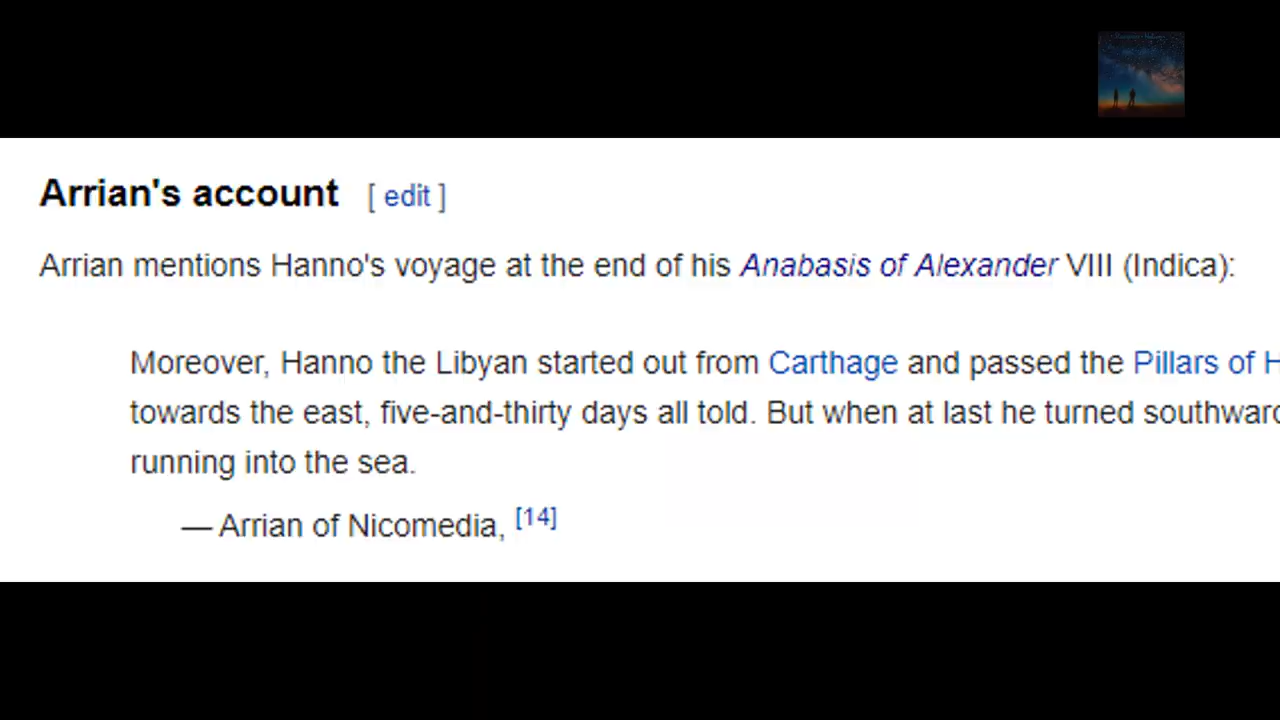 Arrian's account [ edit ]
Arrian mentions Hanno's voyage at the end of his Anabasis of Alexander VIII (Indica):
Moreover, Hanno the Libyan started out from Carthage and passed the Pillars of H
towards the east, five-and-thirty days all told. But when at last he turned southward
running into the sea.
— Arrian of Nicomedia, [14]